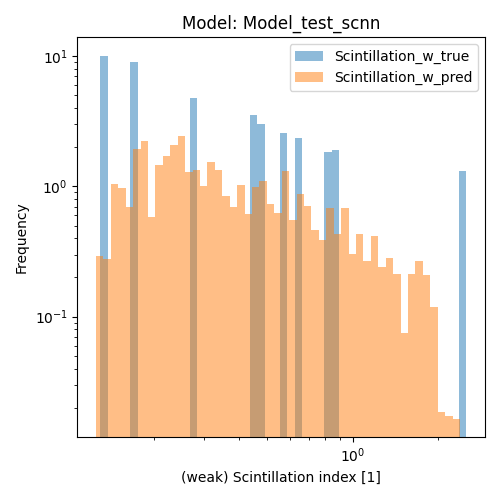 Model: Model_test_scnn
Scintillation_w_true
Scintillation_w_pred
Frequency
10¹
10⁰
10⁻¹
10⁰
(weak) Scintillation index [1]